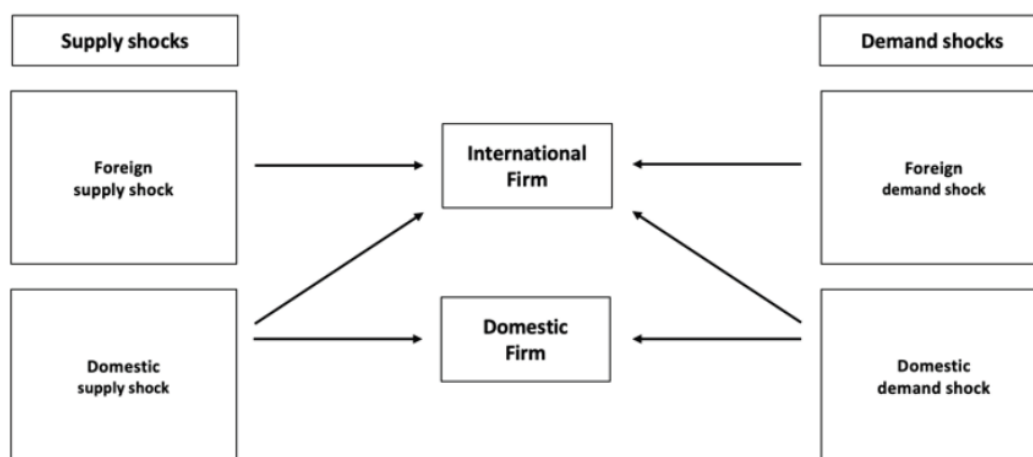 Supply shocks
Demand shocks
Foreign
supply shock
International
Firm
Foreign
demand shock
Domestic
supply shock
Domestic
Firm
Domestic
demand shock